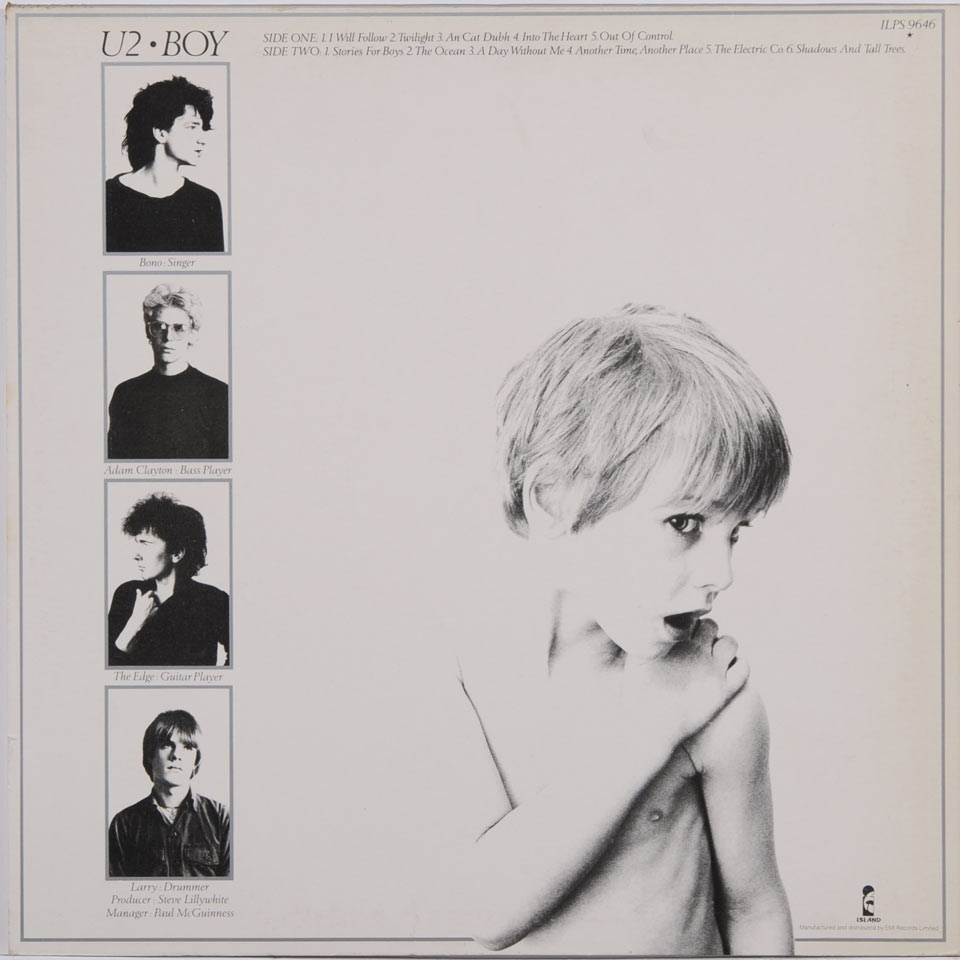 U2 • BOY
SIDE ONE: 1. I Will Follow 2. Twilight 3. An Cat Dubh 4. Into The Heart 5. Out Of Control.
SIDE TWO: 1. Stories For Boys 2. The Ocean 3. A Day Without Me 4 Another Time, Another Place 5. The Electric Co 6. Shadows And Tall Trees.
ILPS 9646
*
Bono : Singer
Adam Clayton : Bass Player
The Edge : Guitar Player
Larry : Drummer
Producer : Steve Lillywhite
Manager : Paul McGuinness
ISLAND
Manufactured and distributed by EMI Records Limited